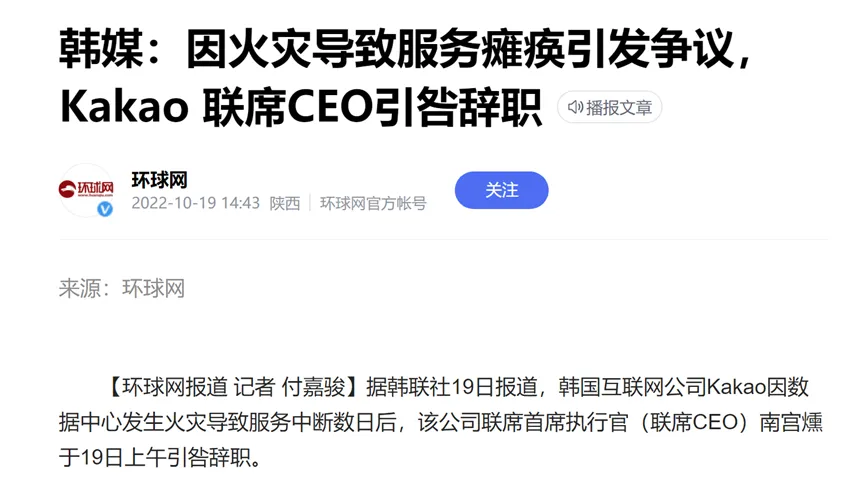 韩媒：因火灾导致服务瘫痪引发争议，
Kakao 联席CEO引咎辞职
播报文章
环球网
www.huanqiu.com
环球网
2022-10-19 14:43 陕西 | 环球网官方帐号
关注
来源：环球网
【环球网报道 记者 付嘉骏】据韩联社19日报道，韩国互联网公司Kakao因数
据中心发生火灾导致服务中断数日后，该公司联席首席执行官（联席CEO）南宫燻
于19日上午引咎辞职。